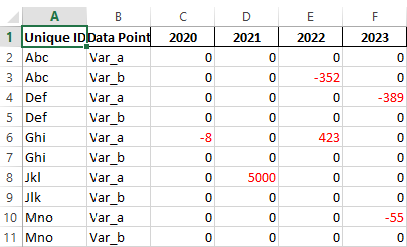 A B C D E F
1 Unique ID Data Point 2020 2021 2022 2023
2 Abc Var_a 0 0 0 0
3 Abc Var_b 0 0 -352 0
4 Def Var_a 0 0 0 -389
5 Def Var_b 0 0 0 0
6 Ghi Var_a -8 0 423 0
7 Ghi Var_b 0 0 0 0
8 Jkl Var_a 0 5000 0 0
9 Jlk Var_b 0 0 0 0
10 Mno Var_a 0 0 0 -55
11 Mno Var_b 0 0 0 0